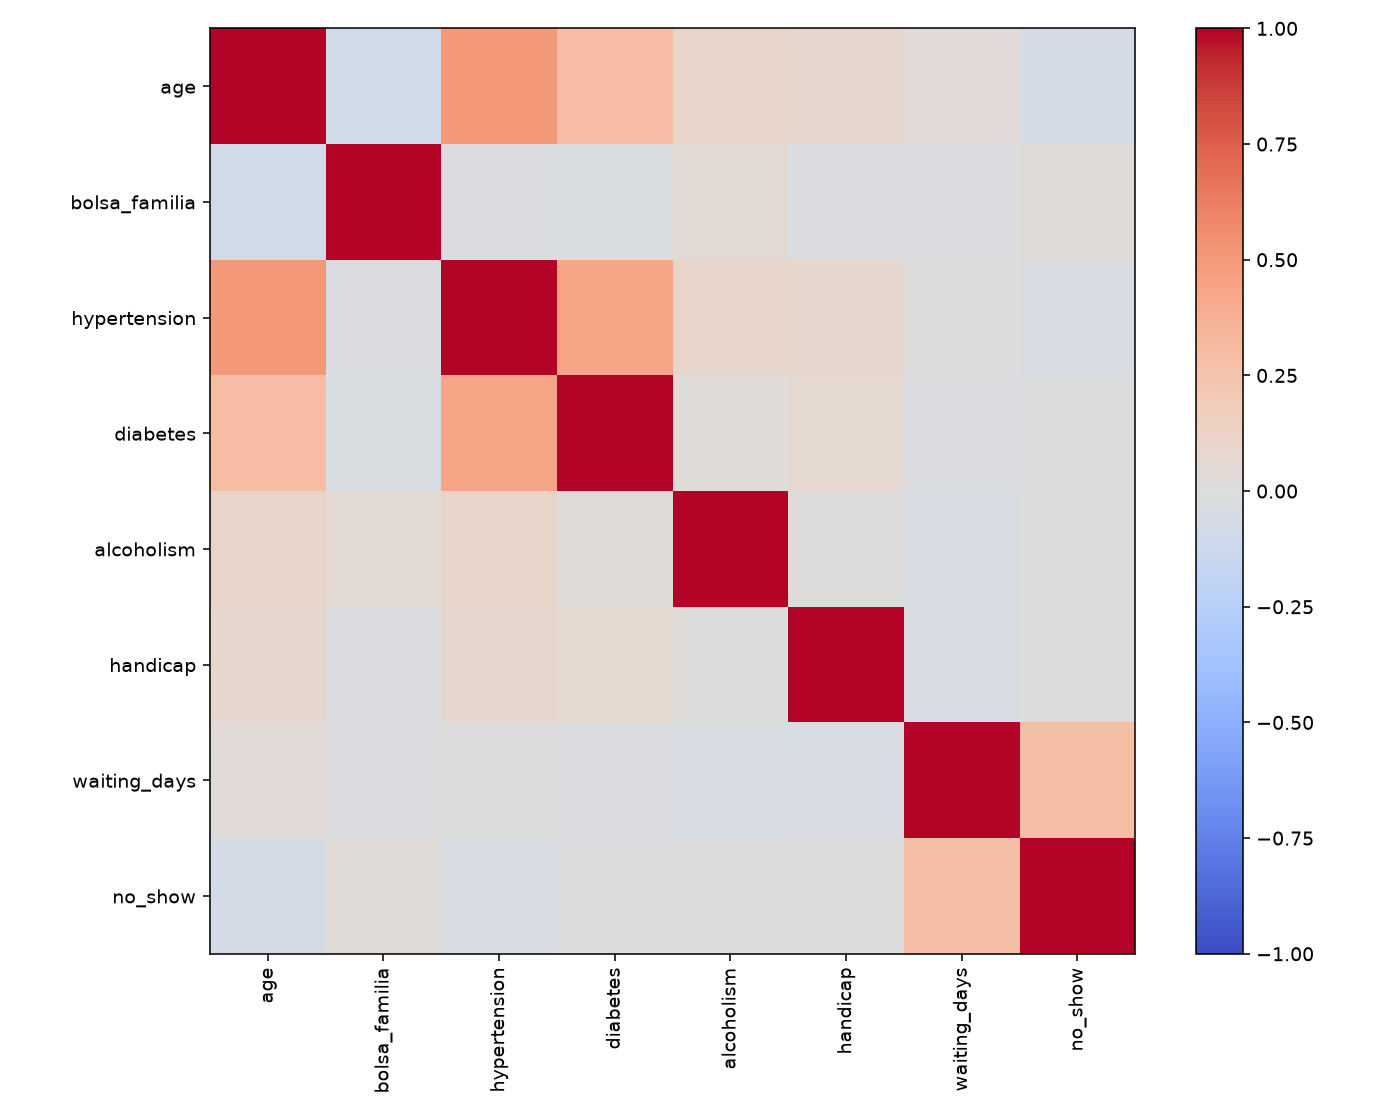 age
bolsa_familia
hypertension
diabetes
alcoholism
handicap
waiting_days
no_show
age
bolsa_familia
hypertension
diabetes
alcoholism
handicap
waiting_days
no_show
1.00
0.75
0.50
0.25
0.00
−0.25
−0.50
−0.75
−1.00